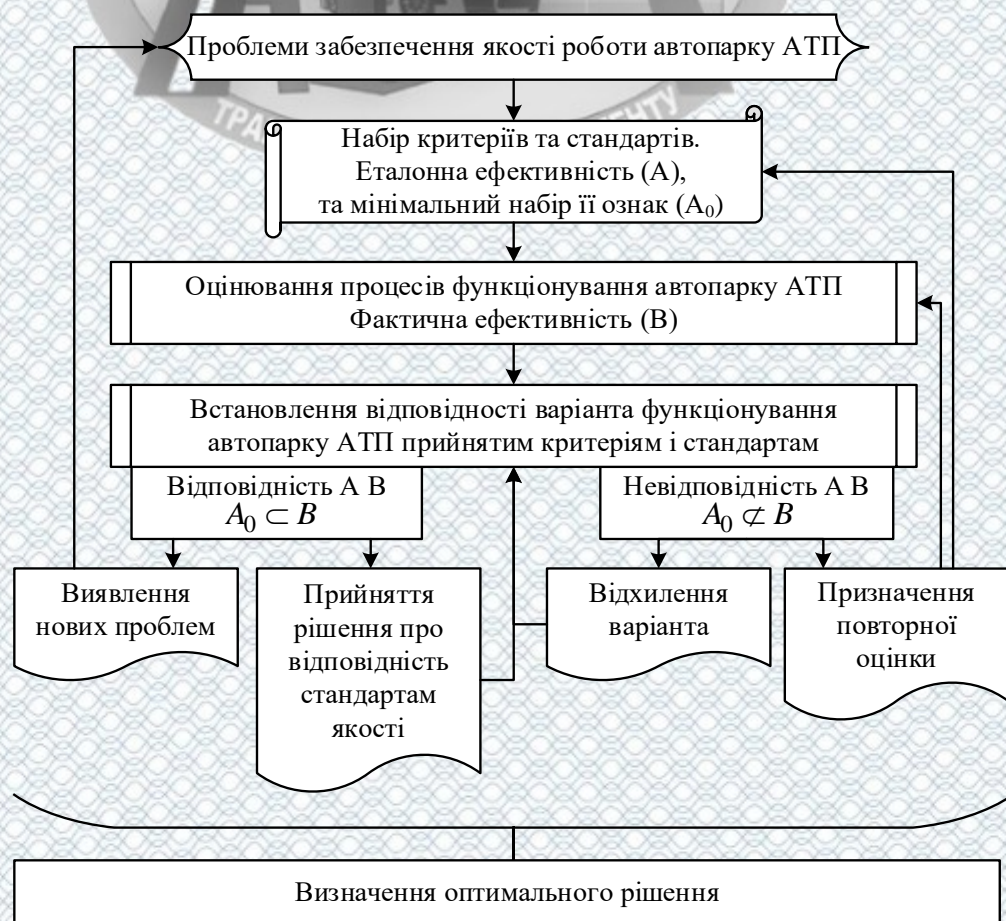 Проблеми забезпечення якості роботи автопарку АТП
ТРА
ЕНТУ
Набір критеріїв та стандартів.
Еталонна ефективність (А),
та мінімальний набір її ознак (А₀)
Оцінювання процесів функціонування автопарку АТП
Фактична ефективність (В)
Встановлення відповідності варіанта функціонування
автопарку АТП прийнятим критеріям і стандартам
Відповідність А В
A₀ ⊂ B
Невідповідність А В
A₀ ⊄ B
Виявлення
нових проблем
Прийняття
рішення про
відповідність
стандартам
якості
Відхилення
варіанта
Призначення
повторної
оцінки
Визначення оптимального рішення